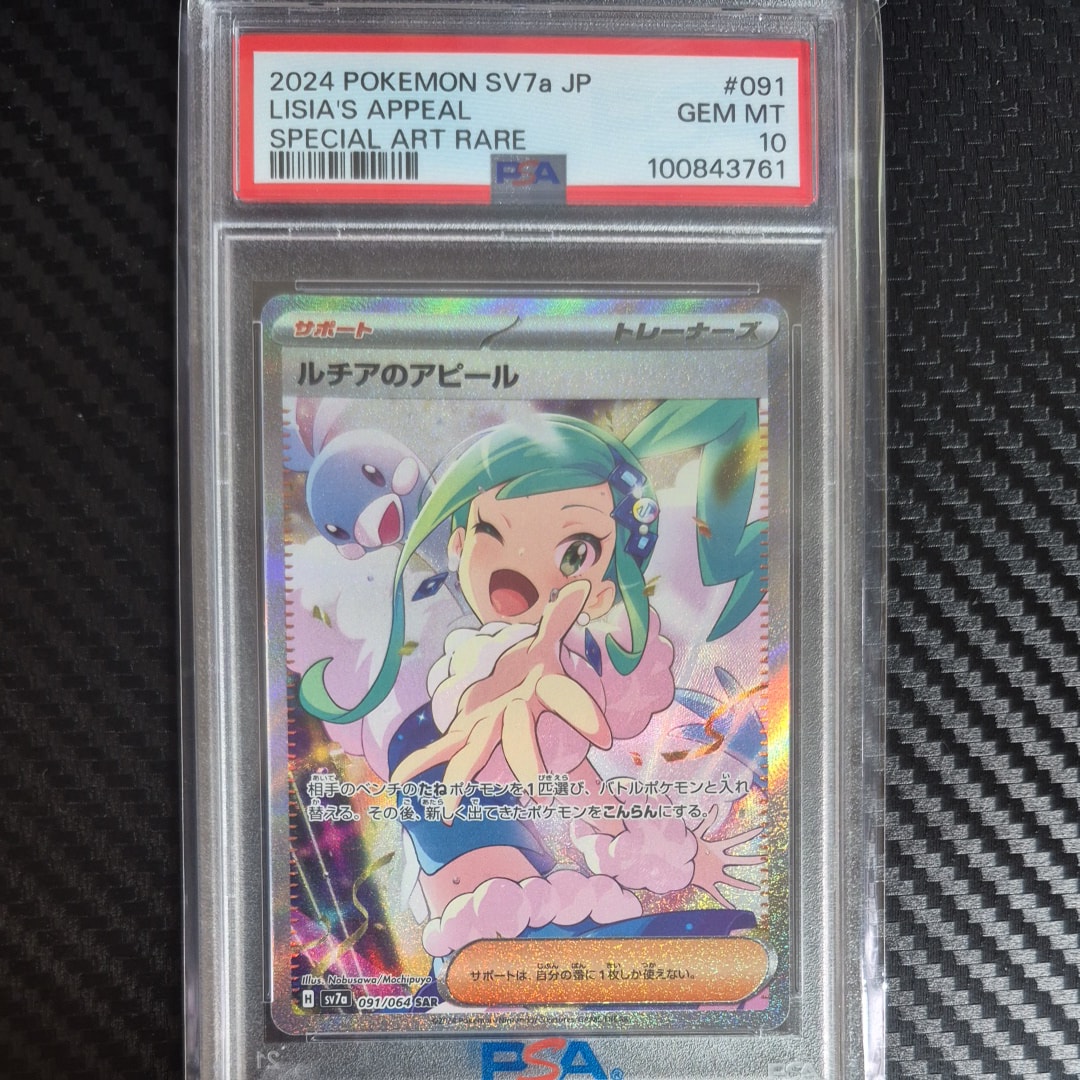 2024 POKEMON SV7a JP #091
LISIA'S APPEAL GEM MT
SPECIAL ART RARE 10
PSA 100843761
サポート トレーナーズ
ルチアのアピール
相手のベンチのたねポケモンを1匹選び、バトルポケモンと入れ
替える。その後、新しく出てきたポケモンをこんらんにする。
サポートは、自分の番に1枚しか使えない。
Illus. Nobusawa/Mochipuyo
H sv7a 091/064 SAR
PSA